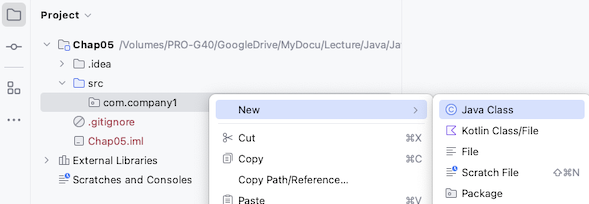 Project
Chap05 /Volumes/PRO-G40/GoogleDrive/MyDocu/Lecture/Java/Ja
.idea
src
com.company1
.gitignore
Chap05.iml
External Libraries
Scratches and Consoles
New
Cut ⌘X
Copy ⌘C
Copy Path/Reference...
Paste ⌘V
Java Class
Kotlin Class/File
File
Scratch File ⇧⌘N
Package